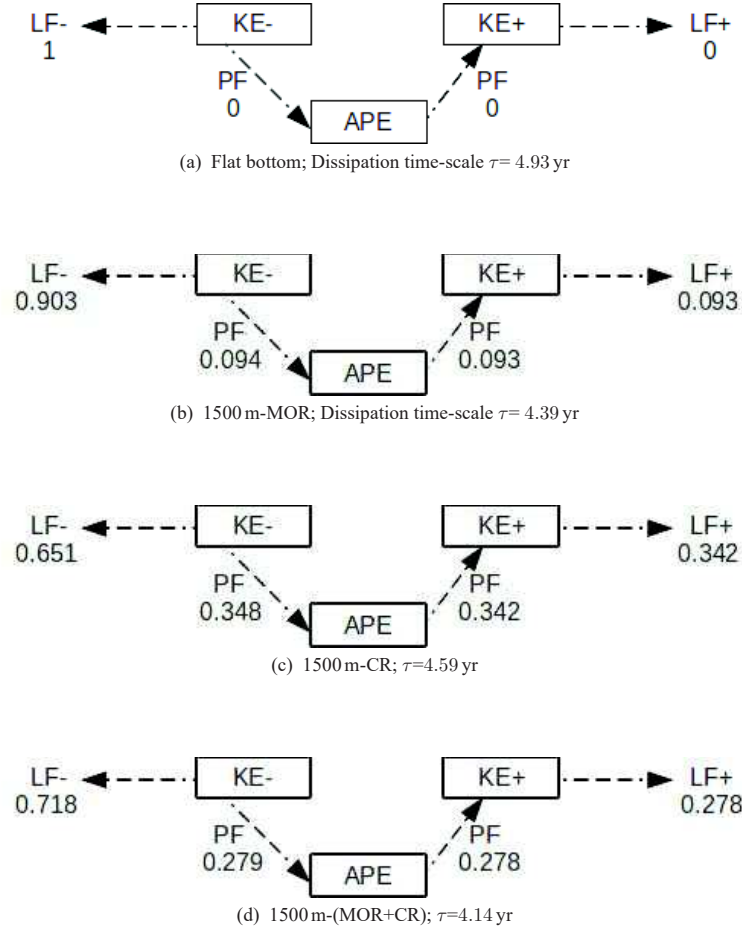 LF- KE- KE+ LF+
1 PF PF 0
0 0
APE
(a) Flat bottom; Dissipation time-scale τ= 4.93 yr
LF- KE- KE+ LF+
0.903 PF PF 0.093
0.094 0.093
APE
(b) 1500 m-MOR; Dissipation time-scale τ= 4.39 yr
LF- KE- KE+ LF+
0.651 PF PF 0.342
0.348 0.342
APE
(c) 1500 m-CR; τ=4.59 yr
LF- KE- KE+ LF+
0.718 PF PF 0.278
0.279 0.278
APE
(d) 1500 m-(MOR+CR); τ=4.14 yr